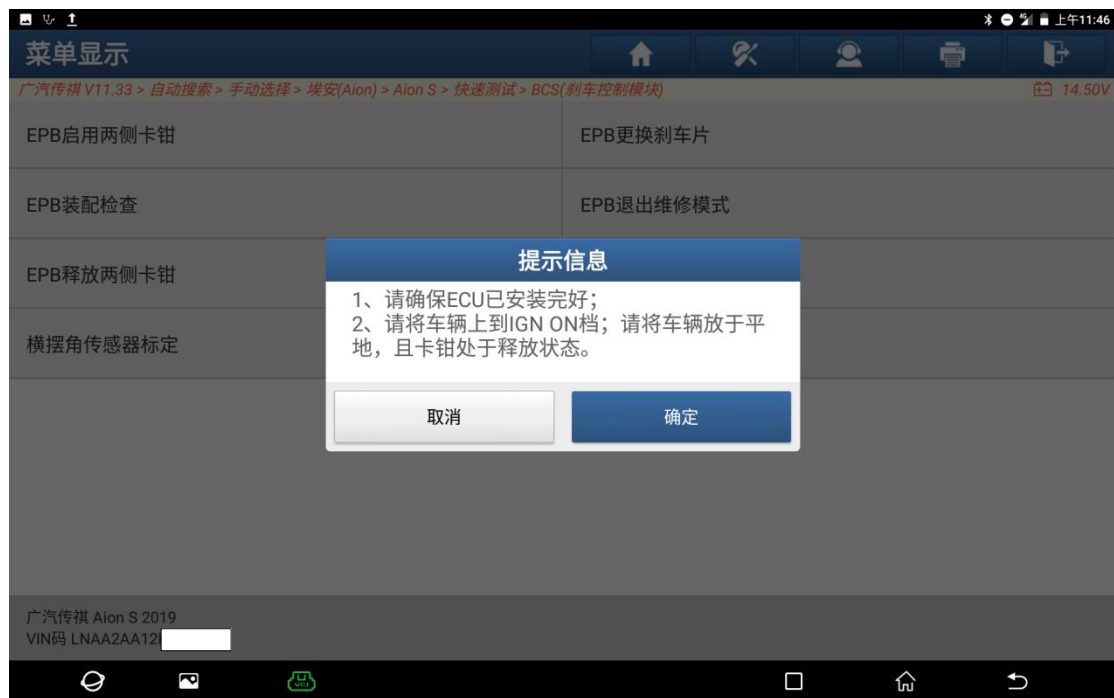 上午11:46
菜单显示
广汽传祺 V11.33 > 自动搜索 > 手动选择 > 埃安(Aion) > Aion S > 快速测试 > BCS(刹车控制模块)
14.50V
EPB启用两侧卡钳
EPB更换刹车片
EPB装配检查
EPB退出维修模式
EPB释放两侧卡钳
横摆角传感器标定
提示信息
1、请确保ECU已安装完好；
2、请将车辆上到IGN ON档；请将车辆放于平
地，且卡钳处于释放状态。
取消
确定
广汽传祺 Aion S 2019
VIN码 LNAA2AA12
VCI